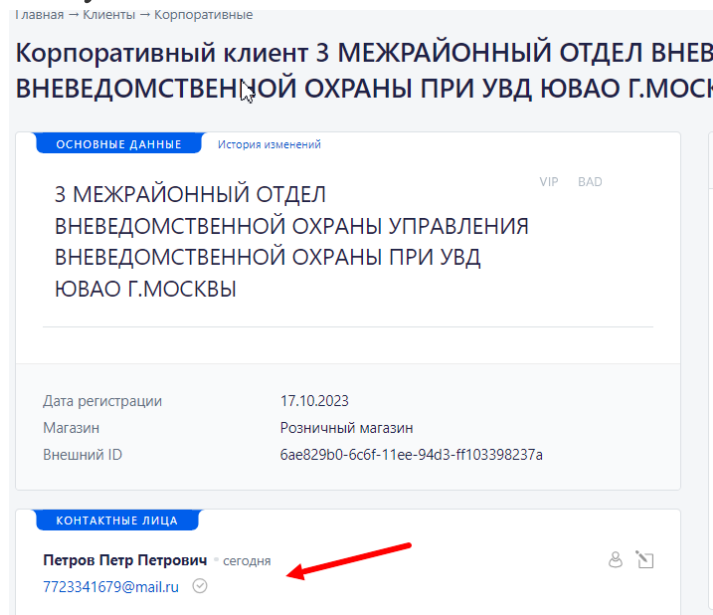 Главная → Клиенты → Корпоративные
Корпоративный клиент 3 МЕЖРАЙОННЫЙ ОТДЕЛ
ВНЕВЕДОМСТВЕННОЙ ОХРАНЫ ПРИ УВД ЮВАО
ОСНОВНЫЕ ДАННЫЕ История изменений
VIP BAD
3 МЕЖРАЙОННЫЙ ОТДЕЛ
ВНЕВЕДОМСТВЕННОЙ ОХРАНЫ УПРАВЛЕНИЯ
ВНЕВЕДОМСТВЕННОЙ ОХРАНЫ ПРИ УВД
ЮВАО Г.МОСКВЫ
Дата регистрации 17.10.2023
Магазин Розничный магазин
Внешний ID 6ae829b0-6c6f-11ee-94d3-ff103398237a
КОНТАКТНЫЕ ЛИЦА
Петров Петр Петрович • сегодня
7723341679@mail.ru